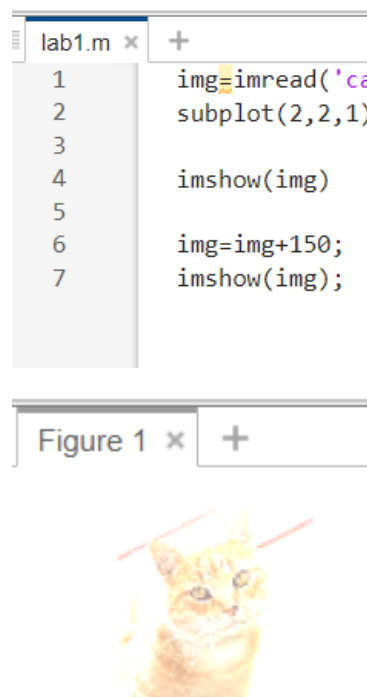 lab1.m × +
1 img=imread('ca
2 subplot(2,2,1)
3
4 imshow(img)
5
6 img=img+150;
7 imshow(img);
Figure 1 × +